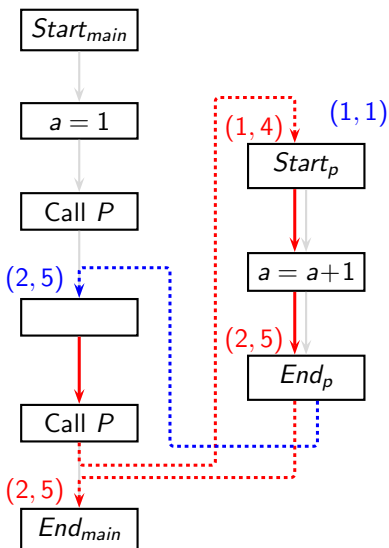 Start_main
a = 1
Call P
(2, 5)
Call P
(2, 5)
End_main
(1, 4)
(1, 1)
Start_p
a = a+1
(2, 5)
End_p